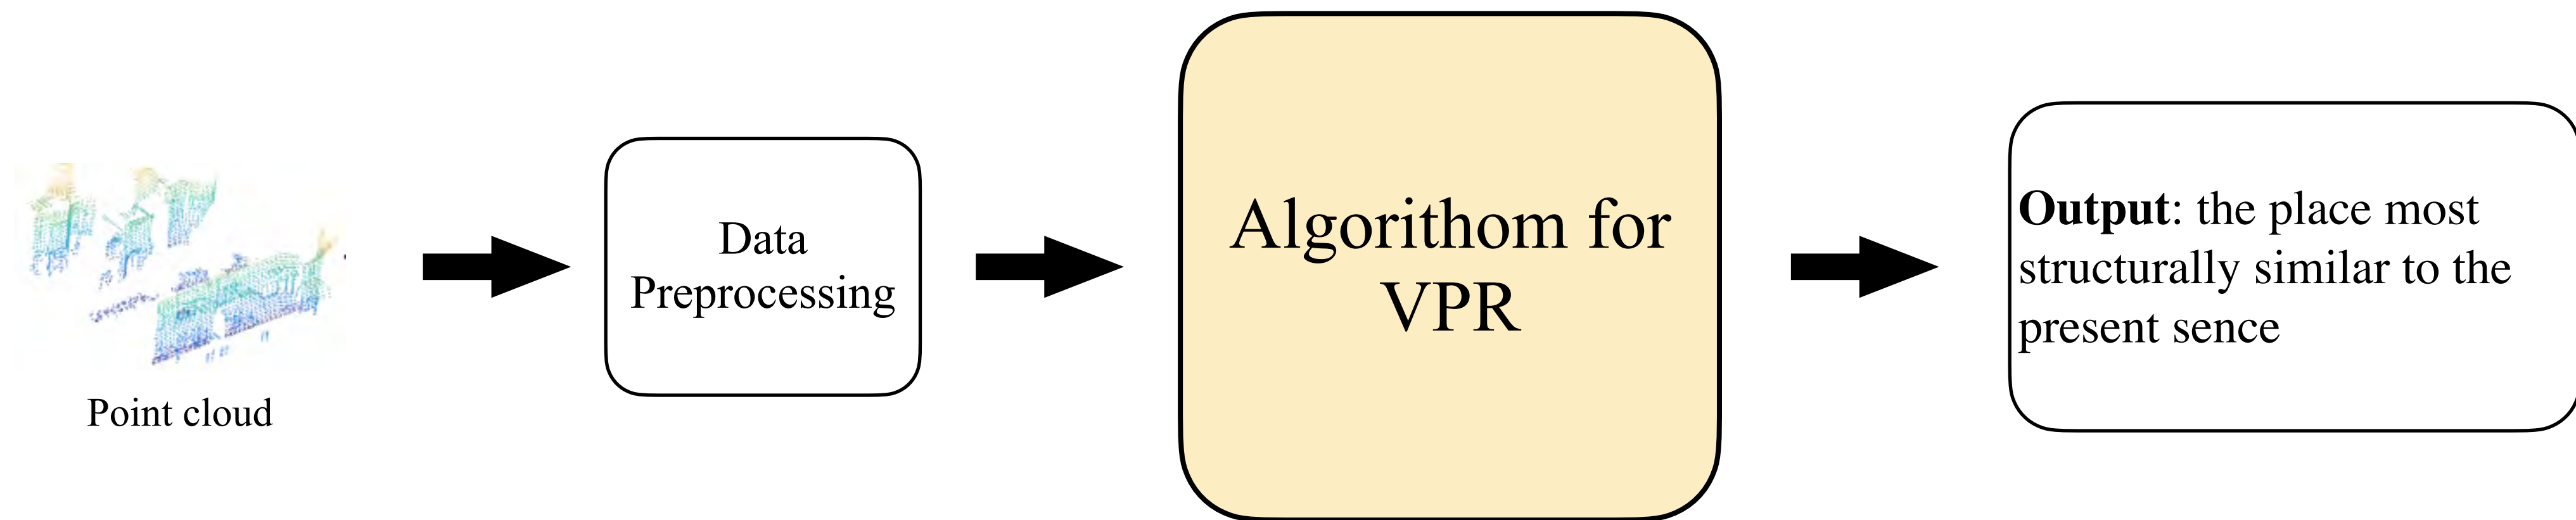 Point cloud
Data
Preprocessing
Algorithom for
VPR
Output: the place most
structurally similar to the
present sence